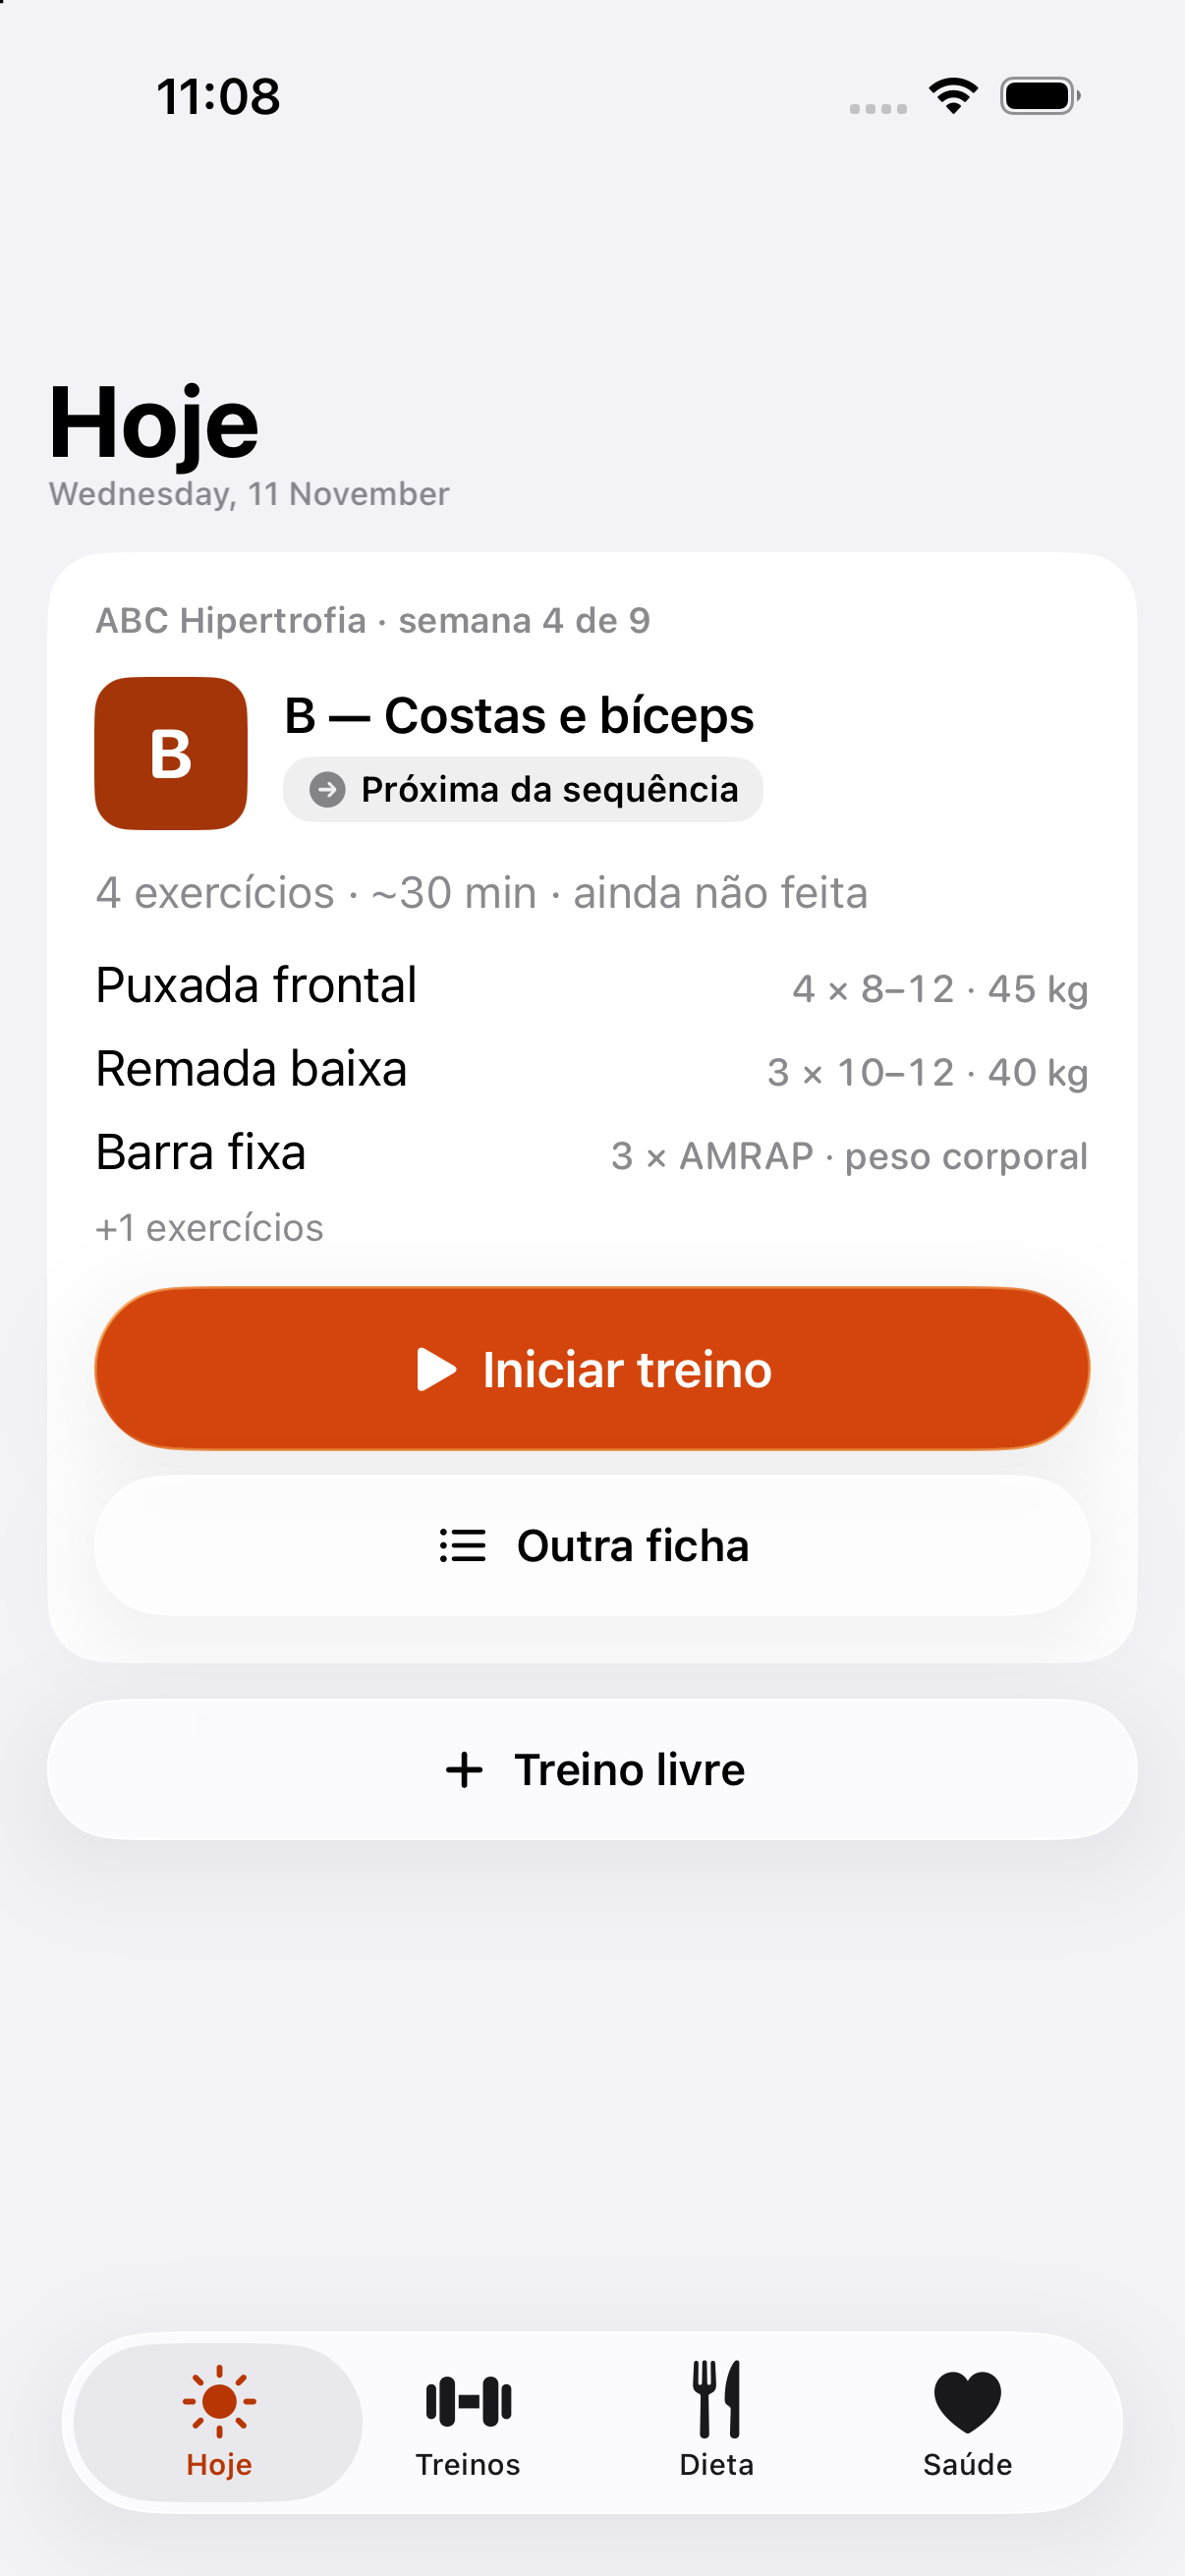 11:08
Hoje
Wednesday, 11 November
ABC Hipertrofia · semana 4 de 9
B
B — Costas e bíceps
Próxima da sequência
4 exercícios · ~30 min · ainda não feita
Puxada frontal 4 × 8–12 · 45 kg
Remada baixa 3 × 10–12 · 40 kg
Barra fixa 3 × AMRAP · peso corporal
+1 exercícios
Iniciar treino
Outra ficha
Treino livre
Hoje Treinos Dieta Saúde